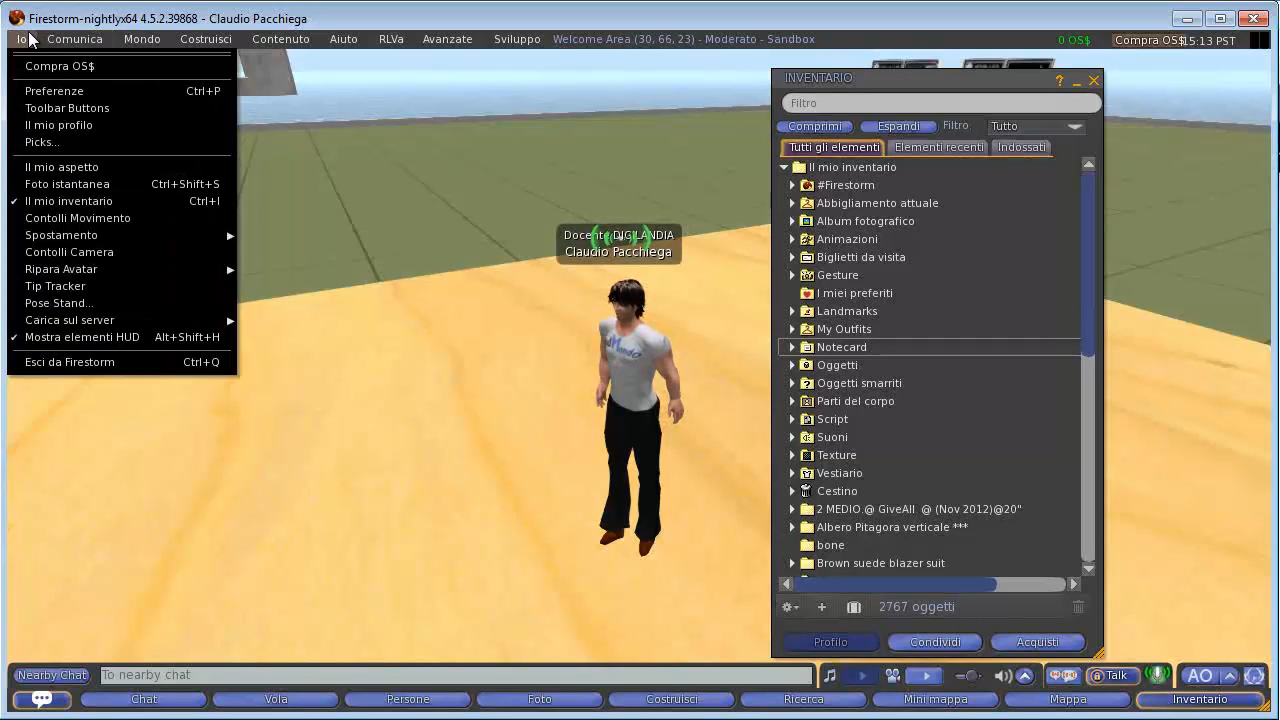 Firestorm-nightlyx64 4.5.2.39868 - Claudio Pacchiega
Io Comunica Mondo Costruisci Contenuto Aiuto RLVa Avanzate Sviluppo Welcome Area (30, 66, 23) - Moderato - Sandbox 0 OS$ Compra OS$ 15:13 PST
Compra OS$
Preferenze Ctrl+P
Toolbar Buttons
Il mio profilo
Picks...
Il mio aspetto
Foto istantanea Ctrl+Shift+S
Il mio inventario Ctrl+I
Contolli Movimento
Spostamento
Contolli Camera
Ripara Avatar
Tip Tracker
Pose Stand...
Carica sul server
Mostra elementi HUD Alt+Shift+H
Esci da Firestorm Ctrl+Q
Docente DIGILANDIA
Claudio Pacchiega
INVENTARIO
Filtro
Comprimi Espandi Filtro Tutto
Tutti gli elementi Elementi recenti Indossati
Il mio inventario
#Firestorm
Abbigliamento attuale
Album fotografico
Animazioni
Biglietti da visita
Gesture
I miei preferiti
Landmarks
My Outfits
Notecard
Oggetti
Oggetti smarriti
Parti del corpo
Script
Suoni
Texture
Vestiario
Cestino
2 MEDIO.@ GiveAll @ (Nov 2012)@20"
Albero Pitagora verticale ***
bone
Brown suede blazer suit
2767 oggetti
Profilo Condividi Acquisti
Nearby Chat To nearby chat Talk AO
Chat Vola Persone Foto Costruisci Ricerca Mini mappa Mappa Inventario